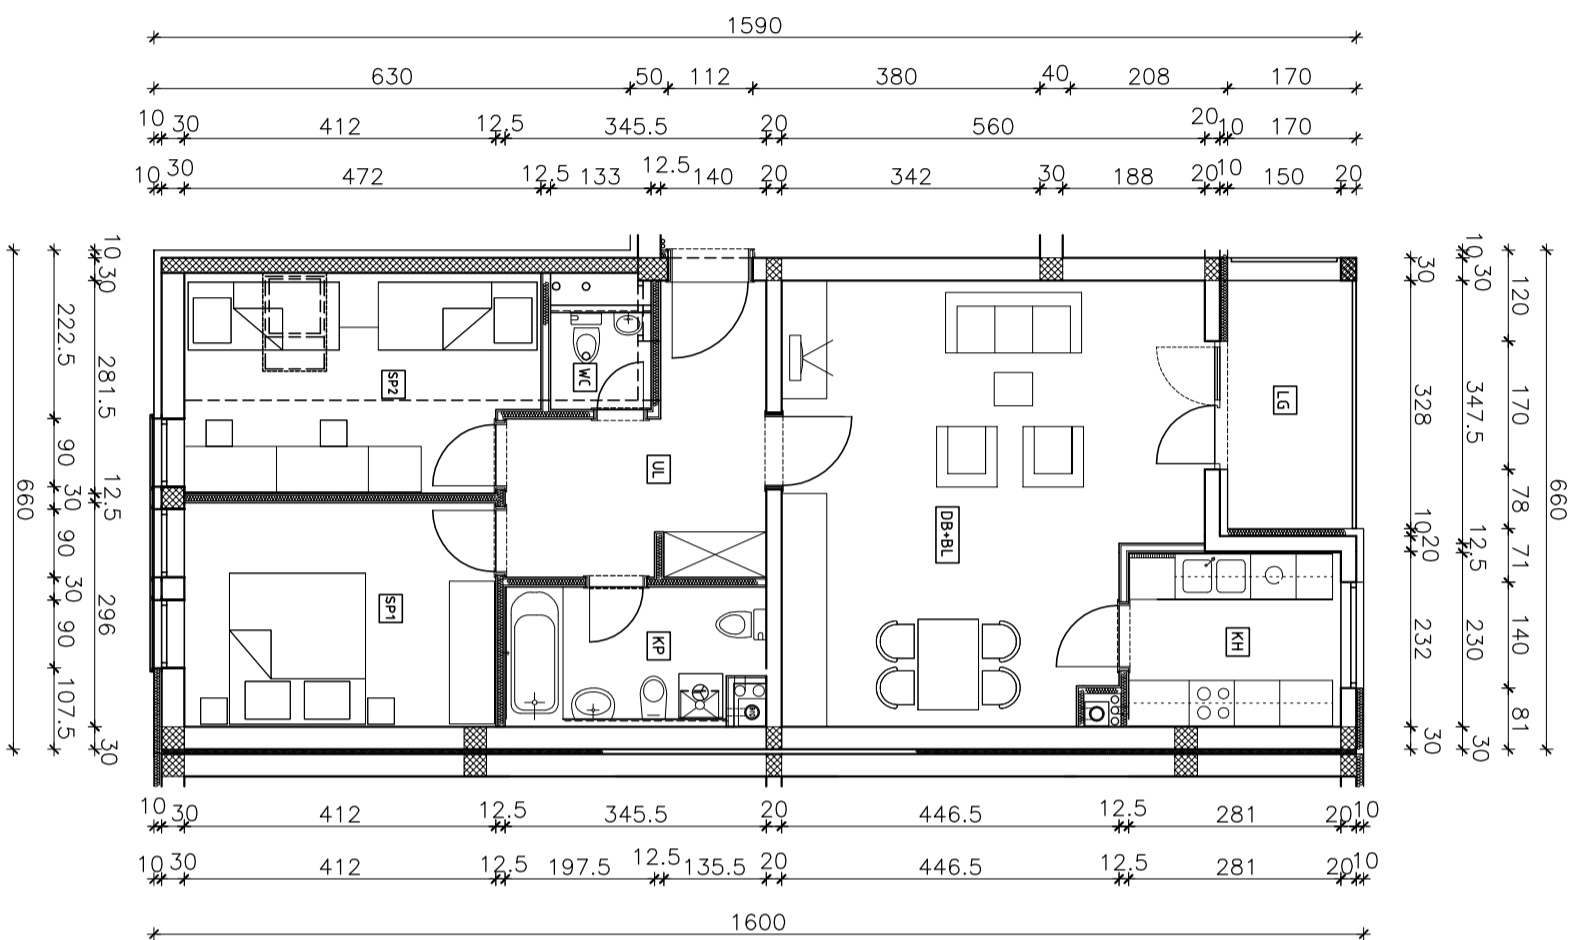 1590
630 50 112 380 40 208 170
10 30 412 12.5 345.5 20 560 20 10 170
10 30 472 12.5 133 12.5 140 20 342 30 188 20 10 150 20
660
222.5 90 30 90 30 90 107.5
10 30 281.5 12.5 296 30
SP2
WC
UL
LG
DB+BL
SP1
KP
KH
30 328 10 20 232 30
10 30 347.5 12.5 230 30
120 170 78 71 140 81
660
10 30 412 12.5 345.5 20 446.5 12.5 281 20 10
10 30 412 12.5 197.5 12.5 135.5 20 446.5 12.5 281 20 10
1600